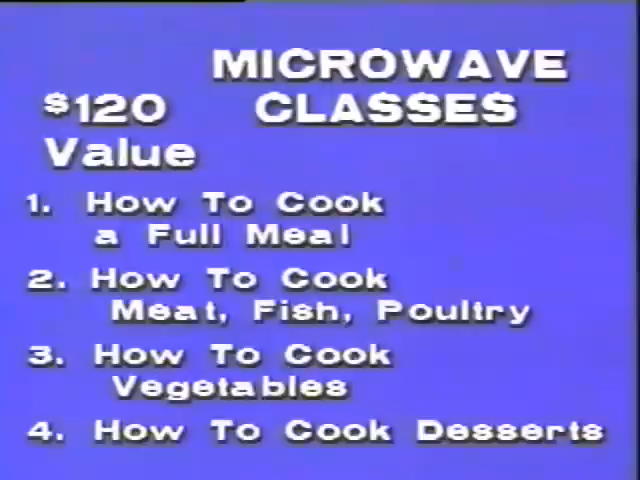 MICROWAVE
$120 CLASSES
Value
1. How To Cook
a Full Meal
2. How To Cook
Meat, Fish, Poultry
3. How To Cook
Vegetables
4. How To Cook Desserts